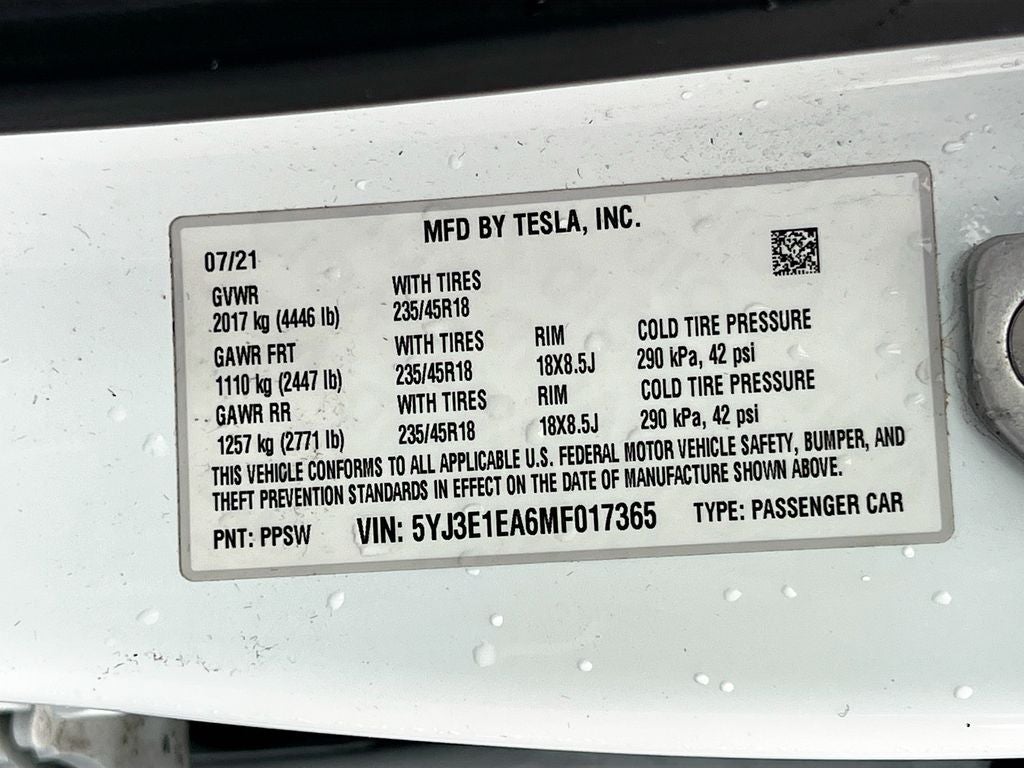 MFD BY TESLA, INC.
07/21
GVWR WITH TIRES
2017 kg (4446 lb) 235/45R18
GAWR FRT WITH TIRES RIM COLD TIRE PRESSURE
1110 kg (2447 lb) 235/45R18 18X8.5J 290 kPa, 42 psi
GAWR RR WITH TIRES RIM COLD TIRE PRESSURE
1257 kg (2771 lb) 235/45R18 18X8.5J 290 kPa, 42 psi
THIS VEHICLE CONFORMS TO ALL APPLICABLE U.S. FEDERAL MOTOR VEHICLE SAFETY, BUMPER, AND
THEFT PREVENTION STANDARDS IN EFFECT ON THE DATE OF MANUFACTURE SHOWN ABOVE.
PNT: PPSW VIN: 5YJ3E1EA6MF017365 TYPE: PASSENGER CAR